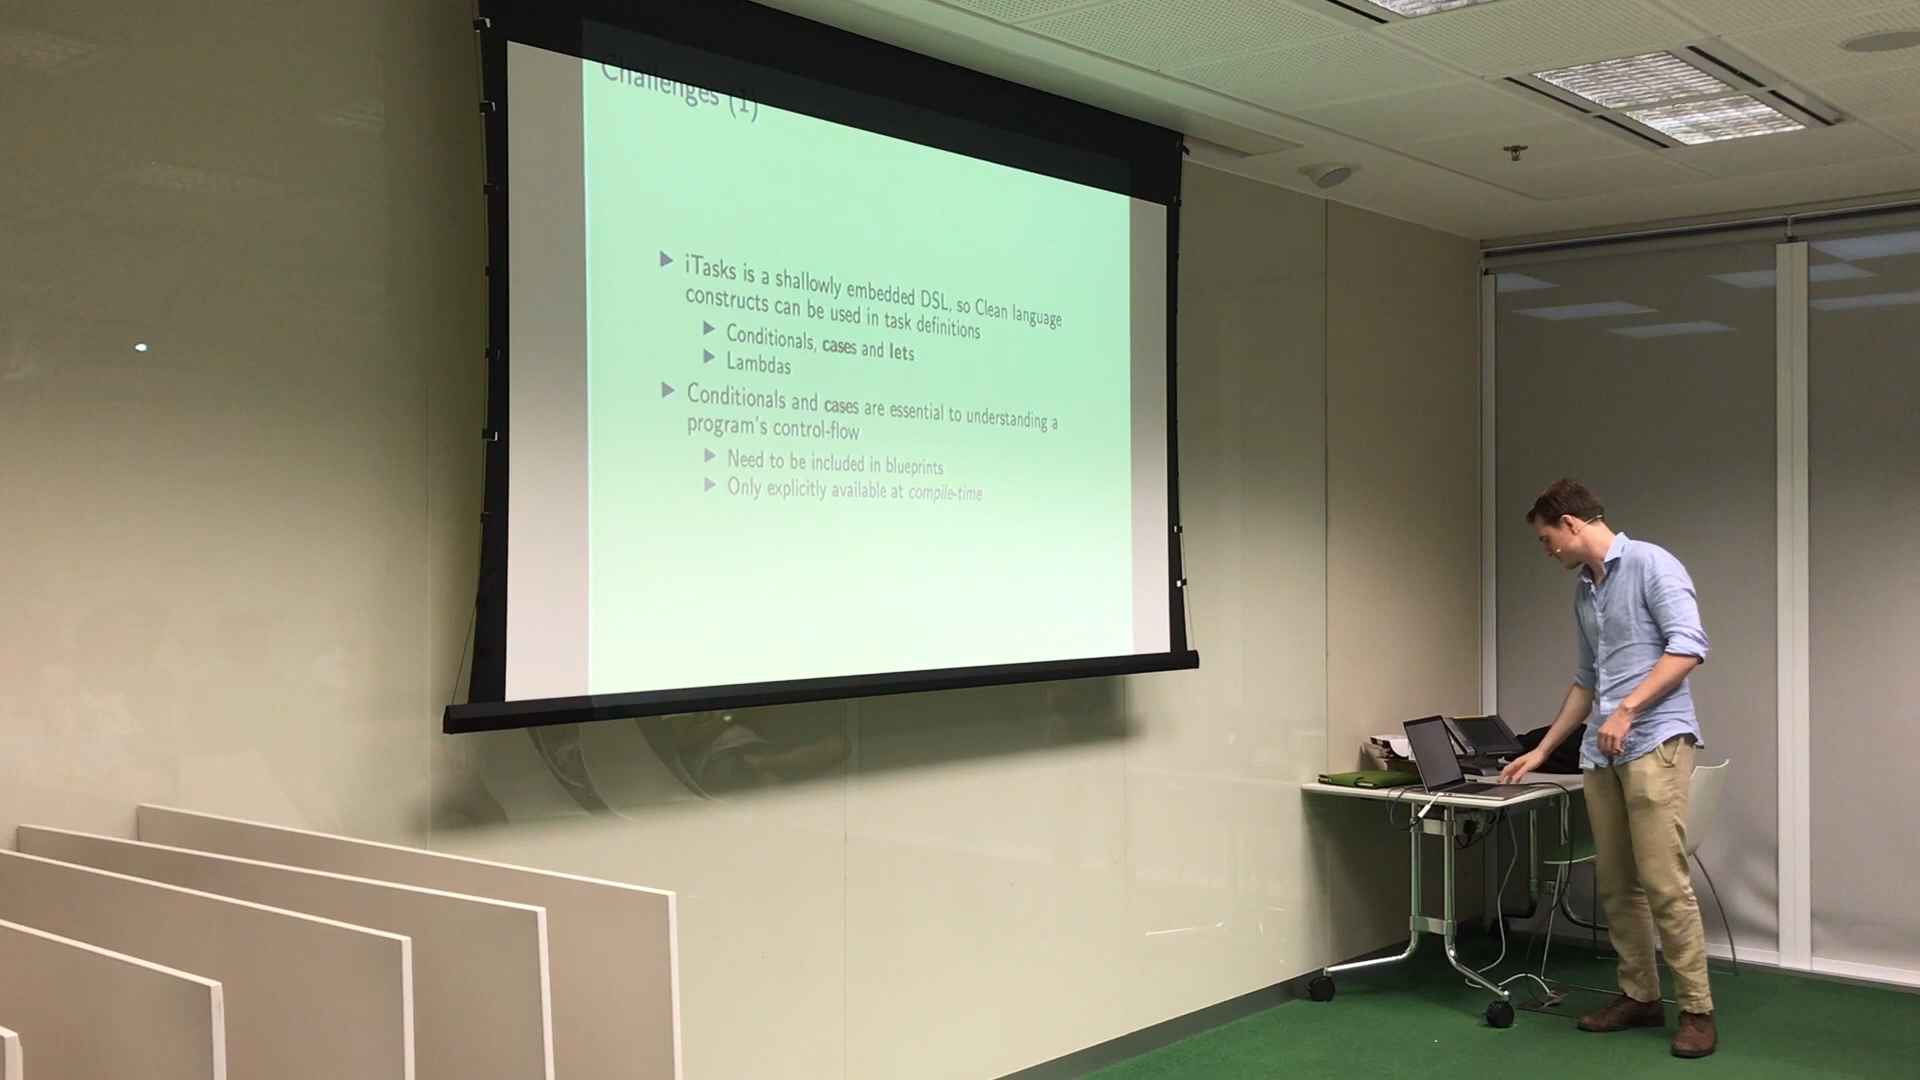 Challenges (1)
▶ iTasks is a shallowly embedded DSL, so Clean language
constructs can be used in task definitions
▶ Conditionals, cases and lets
▶ Lambdas
▶ Conditionals and cases are essential to understanding a
program's control-flow
▶ Need to be included in blueprints
▶ Only explicitly available at compile-time